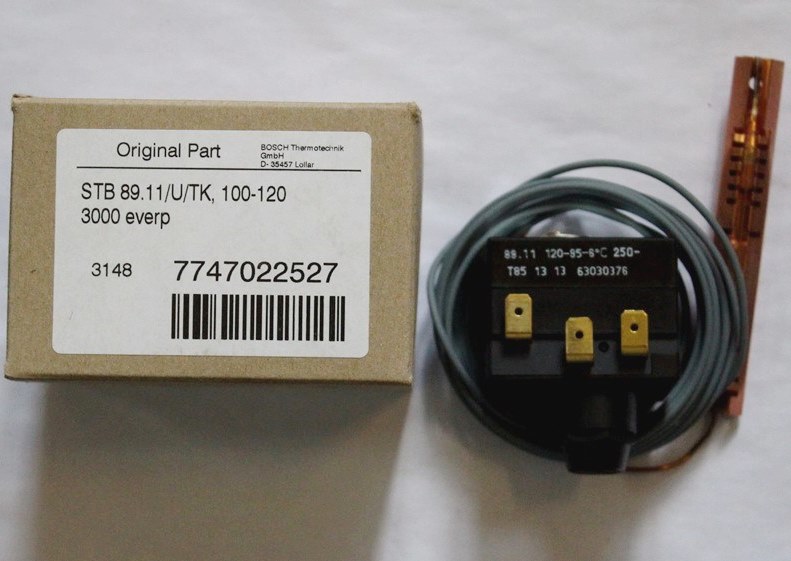 Original Part
BOSCH Thermotechnik
GmbH
D- 35457 Lollar
STB 89.11/U/TK, 100-120
3000 everp
3148 7747022527
89.11 120-95-6°C 250~
T85 13 13 63030376